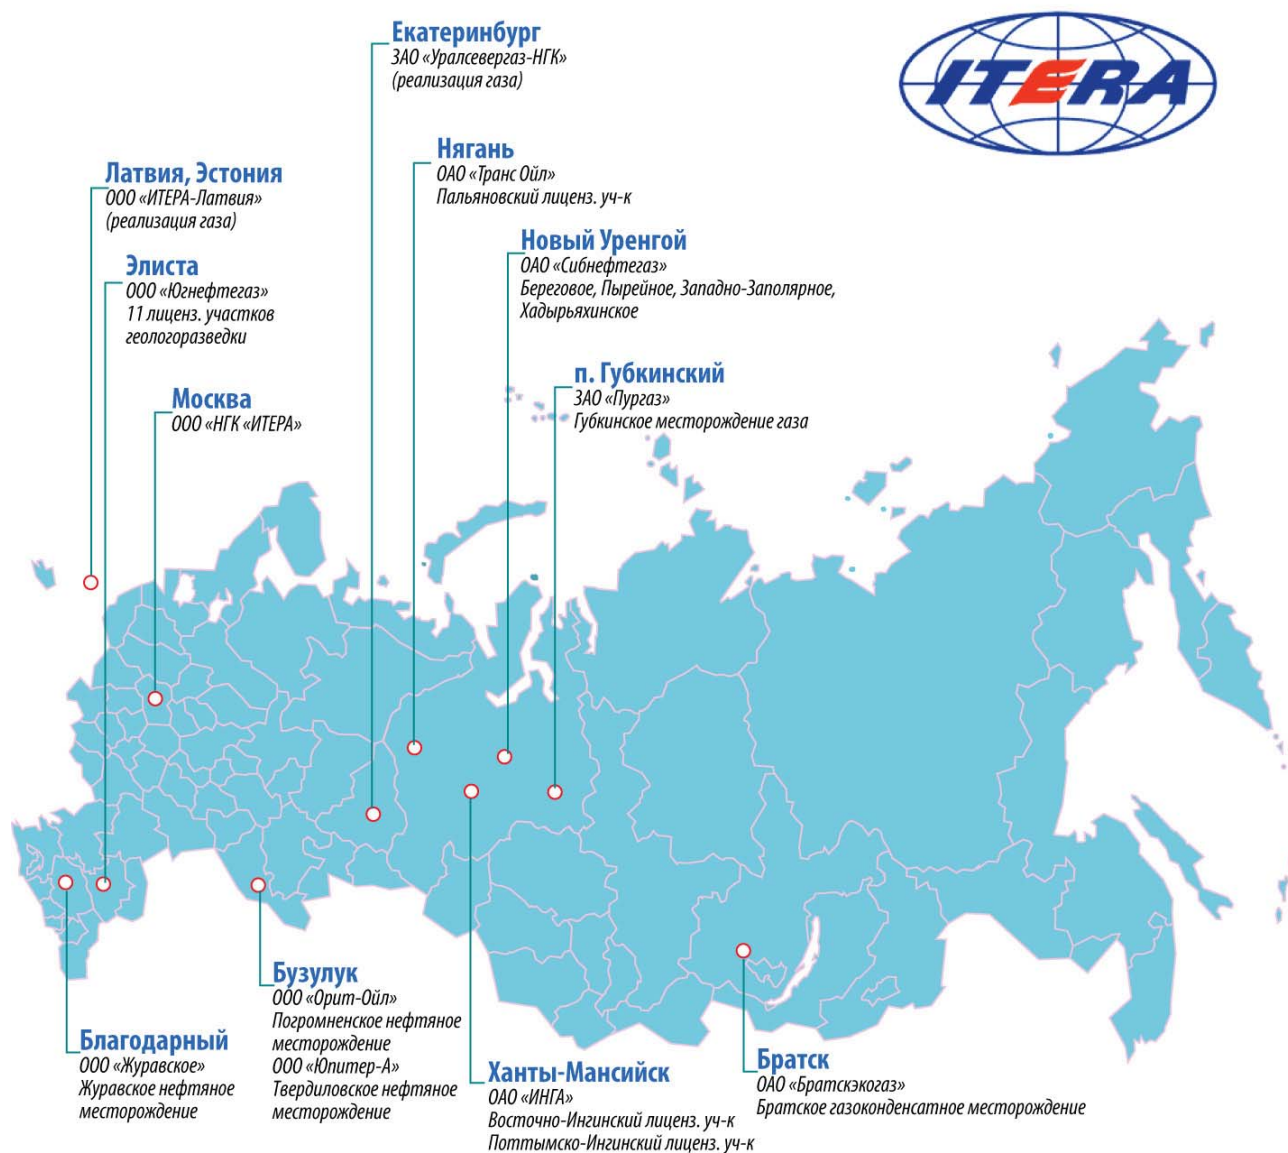 Екатеринбург
ЗАО «Уралсевергаз-НГК»
(реализация газа)
ITERA
Нягань
ОАО «Транс Ойл»
Пальяновский лиценз. уч-к
Латвия, Эстония
ООО «ИТЕРА-Латвия»
(реализация газа)
Новый Уренгой
ОАО «Сибнефтегаз»
Береговое, Пырейное, Западно-Заполярное,
Хадырьяхинское
Элиста
ООО «Югнефтегаз»
11 лиценз. участков
геологоразведки
п. Губкинский
ЗАО «Пургаз»
Губкинское месторождение газа
Москва
ООО «НГК «ИТЕРА»
Бузулук
ООО «Орит-Ойл»
Погромненское нефтяное
месторождение
ООО «Юпитер-А»
Твердиловское нефтяное
месторождение
Благодарный
ООО «Журавское»
Журавское нефтяное
месторождение
Ханты-Мансийск
ОАО «ИНГА»
Восточно-Ингинский лиценз. уч-к
Поттымско-Ингинский лиценз. уч-к
Братск
ОАО «Братскэкогаз»
Братское газоконденсатное месторождение